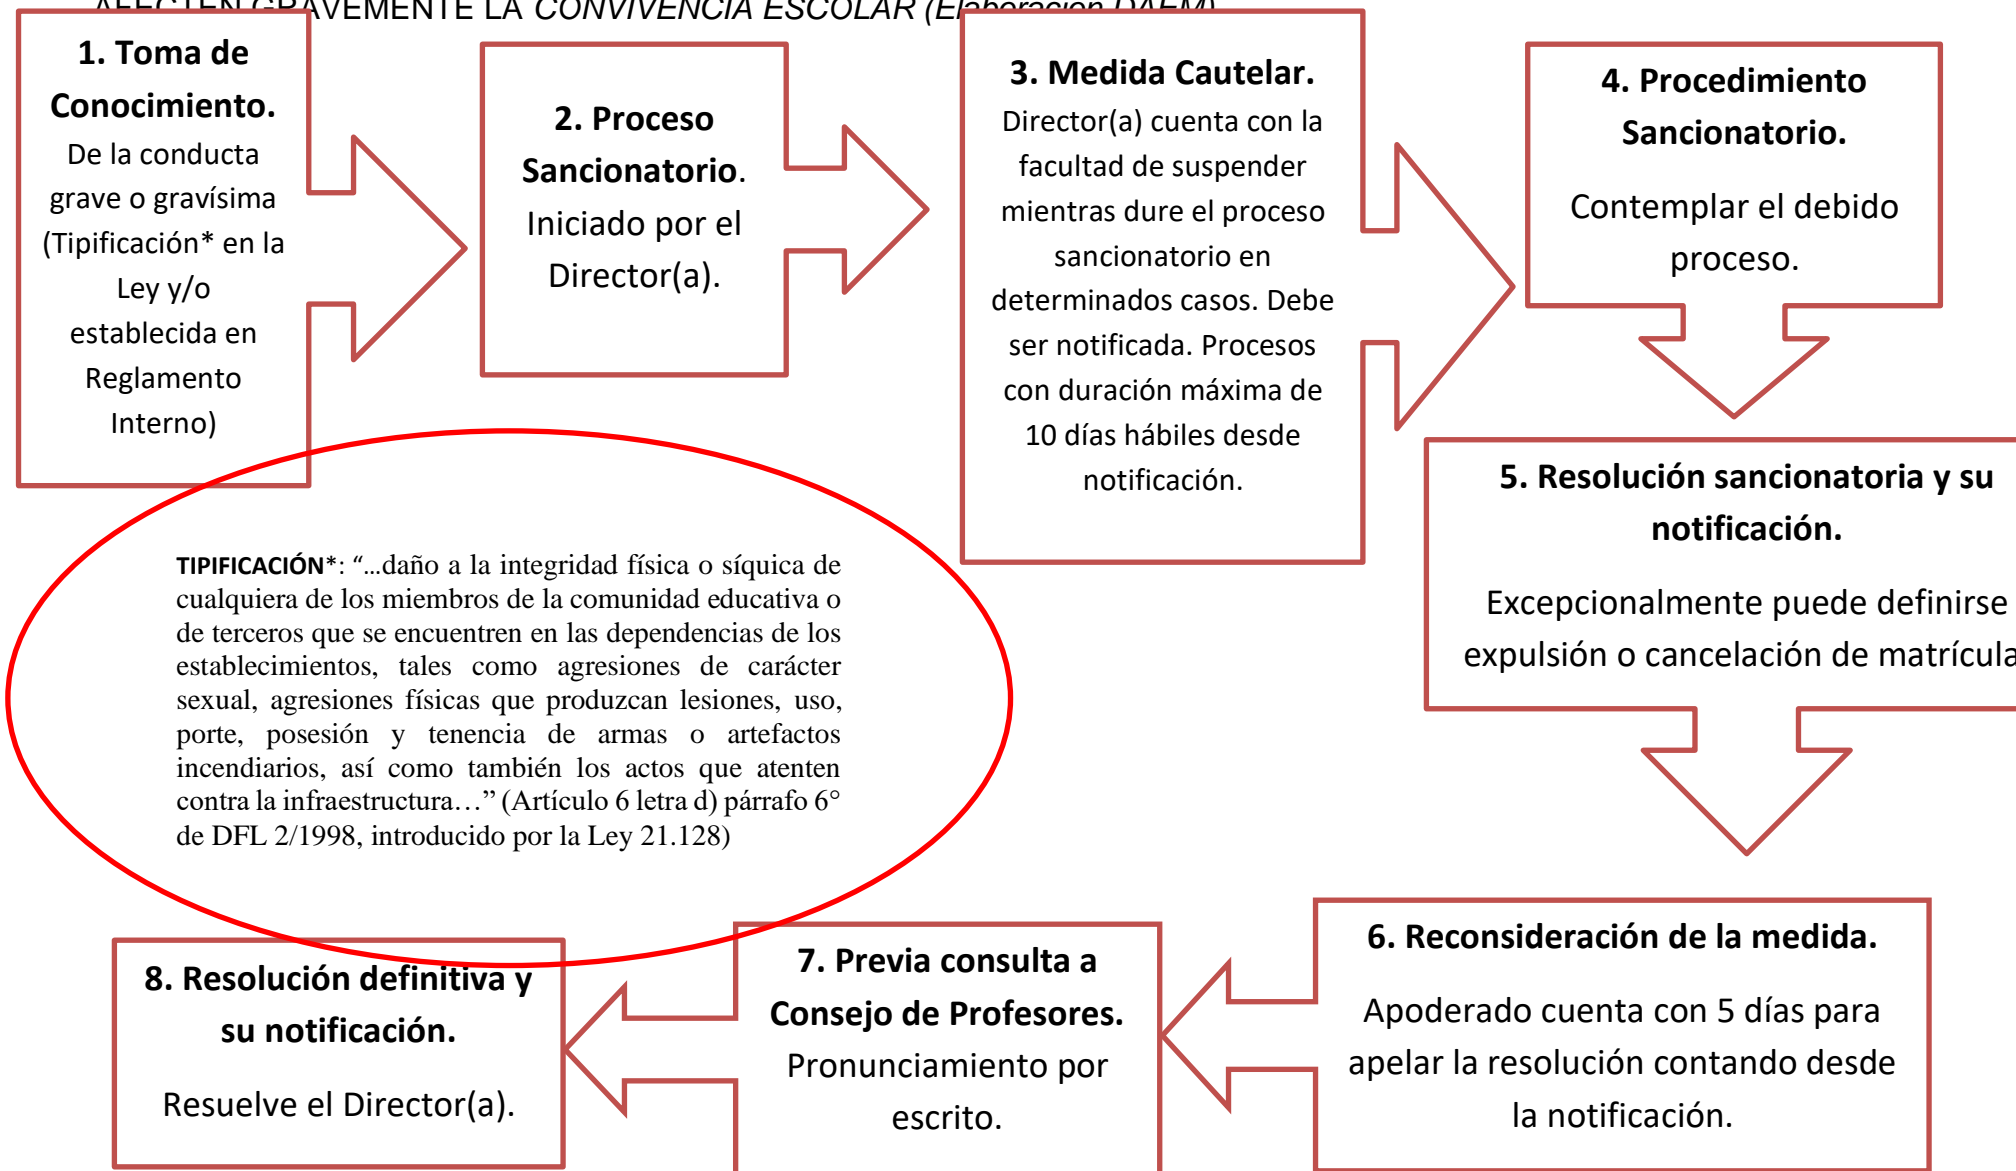 AFECTEN GRAVEMENTE LA CONVIVENCIA ESCOLAR (Elaboración DAEM)
1. Toma de
Conocimiento.
De la conducta
grave o gravísima
(Tipificación* en la
Ley y/o
establecida en
Reglamento
Interno)
2. Proceso
Sancionatorio.
Iniciado por el
Director(a).
3. Medida Cautelar.
Director(a) cuenta con la
facultad de suspender
mientras dure el proceso
sancionatorio en
determinados casos. Debe
ser notificada. Procesos
con duración máxima de
10 días hábiles desde
notificación.
4. Procedimiento
Sancionatorio.
Contemplar el debido
proceso.
5. Resolución sancionatoria y su
notificación.
Excepcionalmente puede definirse
expulsión o cancelación de matrícula
TIPIFICACIÓN*: “...daño a la integridad física o síquica de
cualquiera de los miembros de la comunidad educativa o
de terceros que se encuentren en las dependencias de los
establecimientos, tales como agresiones de carácter
sexual, agresiones físicas que produzcan lesiones, uso,
porte, posesión y tenencia de armas o artefactos
incendiarios, así como también los actos que atenten
contra la infraestructura…” (Artículo 6 letra d) párrafo 6°
de DFL 2/1998, introducido por la Ley 21.128)
6. Reconsideración de la medida.
Apoderado cuenta con 5 días para
apelar la resolución contando desde
la notificación.
7. Previa consulta a
Consejo de Profesores.
Pronunciamiento por
escrito.
8. Resolución definitiva y
su notificación.
Resuelve el Director(a).